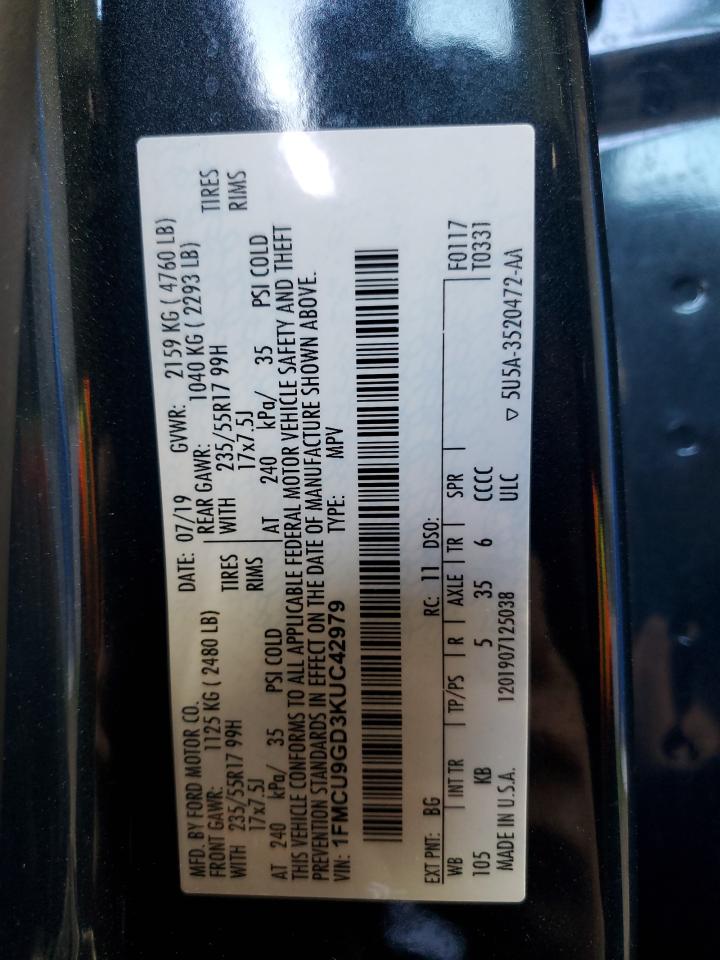 MFD. BY FORD MOTOR CO.
DATE: 07/19 GVWR: 2159 KG ( 4760 LB)
FRONT GAWR: 1125 KG ( 2480 LB) REAR GAWR: 1040 KG ( 2293 LB)
WITH 235/55R17 99H TIRES WITH 235/55R17 99H TIRES
17x7.5J RIMS 17x7.5J RIMS
AT 240 kPa/ 35 PSI COLD AT 240 kPa/ 35 PSI COLD
THIS VEHICLE CONFORMS TO ALL APPLICABLE FEDERAL MOTOR VEHICLE SAFETY AND THEFT
PREVENTION STANDARDS IN EFFECT ON THE DATE OF MANUFACTURE SHOWN ABOVE.
VIN: 1FMCU9GD3KUC42979 TYPE: MPV
EXT PNT: BG RC: 11 DSO: F0117
WB INT TR TP/PS R AXLE TR SPR T0331
105 KB 5 35 6 CCCC
MADE IN U.S.A. 1201907125038 ULC ▽ 5U5A-3520472-AA